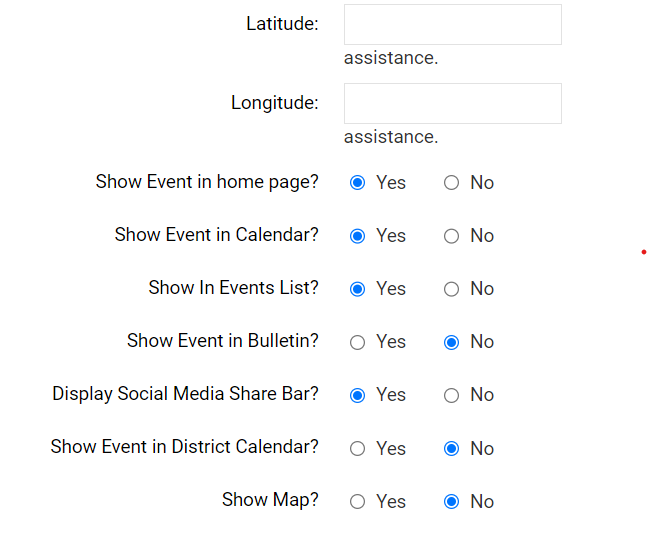 Latitude:
assistance.
Longitude:
assistance.
Show Event in home page? Yes No
Show Event in Calendar? Yes No
Show In Events List? Yes No
Show Event in Bulletin? Yes No
Display Social Media Share Bar? Yes No
Show Event in District Calendar? Yes No
Show Map? Yes No